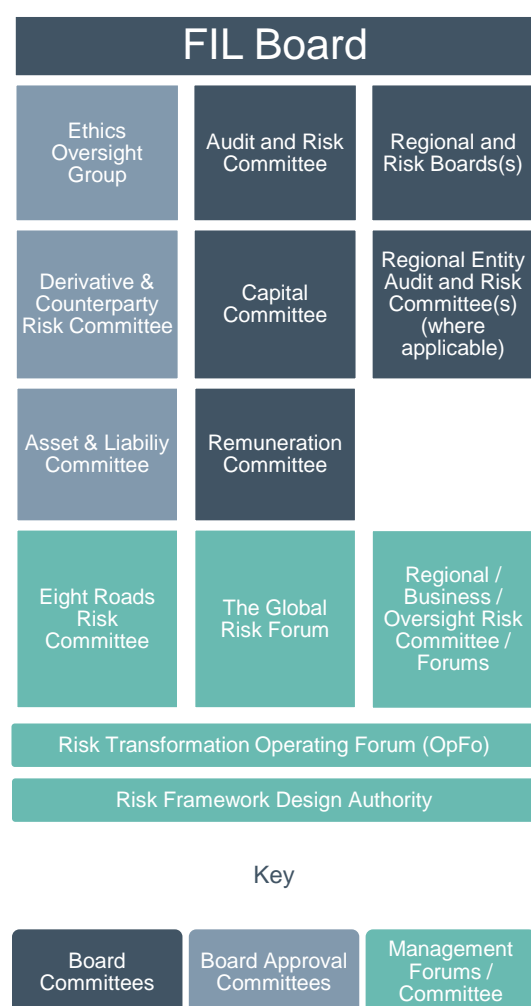 FIL Board
Ethics
Oversight
Group
Audit and Risk
Committee
Regional and
Risk Boards(s)
Derivative &
Counterparty
Risk Committee
Capital
Committee
Regional Entity
Audit and Risk
Committee(s)
(where
applicable)
Asset & Liabiliy
Committee
Remuneration
Committee
Eight Roads
Risk
Committee
The Global
Risk Forum
Regional /
Business /
Oversight Risk
Committee /
Forums
Risk Transformation Operating Forum (OpFo)
Risk Framework Design Authority
Key
Board
Committees
Board Approval
Committees
Management
Forums /
Committee